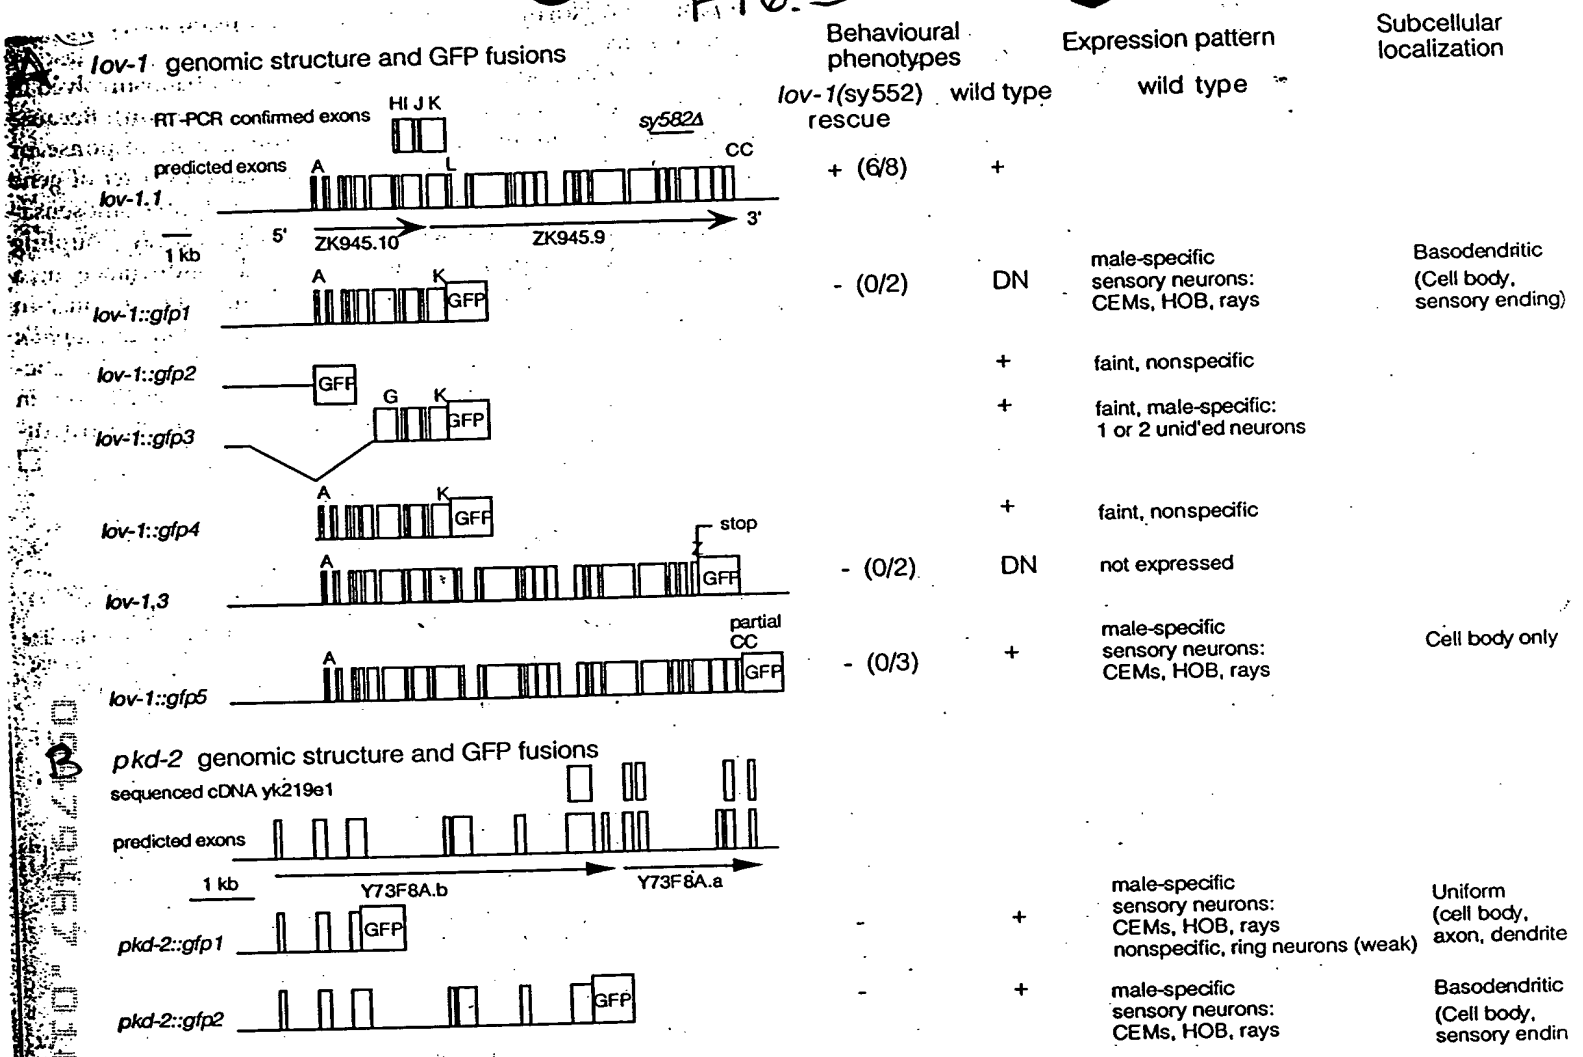 FIG. 3
Behavioural phenotypes
Expression pattern
Subcellular localization
A lov-1 genomic structure and GFP fusions
lov-1(sy552) rescue
wild type
wild type
RT-PCR confirmed exons
HI J K
sy582Δ
predicted exons
A
L
CC
lov-1.1
+ (6/8)
+
1 kb
5'
ZK945.10
ZK945.9
3'
lov-1::gfp1
A
K
GFP
- (0/2)
DN
male-specific
sensory neurons:
CEMs, HOB, rays
Basodendritic
(Cell body,
sensory ending)
lov-1::gfp2
GFP
+
faint, nonspecific
lov-1::gfp3
G
K
GFP
+
faint, male-specific:
1 or 2 unid'ed neurons
lov-1::gfp4
A
K
GFP
+
faint, nonspecific
stop
Z
lov-1,3
A
GFP
- (0/2)
DN
not expressed
partial
CC
lov-1::gfp5
A
GFP
- (0/3)
+
male-specific
sensory neurons:
CEMs, HOB, rays
Cell body only
B pkd-2 genomic structure and GFP fusions
sequenced cDNA yk219e1
predicted exons
1 kb
Y73F8A.b
Y73F8A.a
pkd-2::gfp1
GFP
-
+
male-specific
sensory neurons:
CEMs, HOB, rays
nonspecific, ring neurons (weak)
Uniform
(cell body,
axon, dendrite
pkd-2::gfp2
GFP
-
+
male-specific
sensory neurons:
CEMs, HOB, rays
Basodendritic
(Cell body,
sensory endin